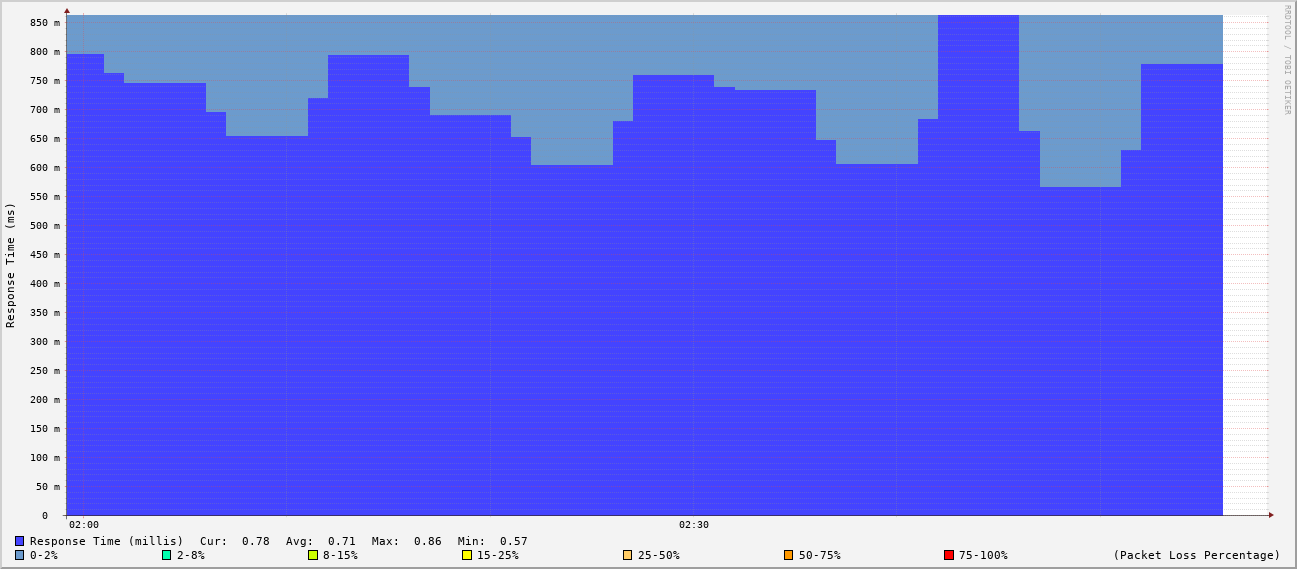 RRDTOOL / TOBI OETIKER
Response Time (ms)
850 m
800 m
750 m
700 m
650 m
600 m
550 m
500 m
450 m
400 m
350 m
300 m
250 m
200 m
150 m
100 m
50 m
0
02:00 02:30
Response Time (millis) Cur: 0.78 Avg: 0.71 Max: 0.86 Min: 0.57
0-2% 2-8% 8-15% 15-25% 25-50% 50-75% 75-100% (Packet Loss Percentage)